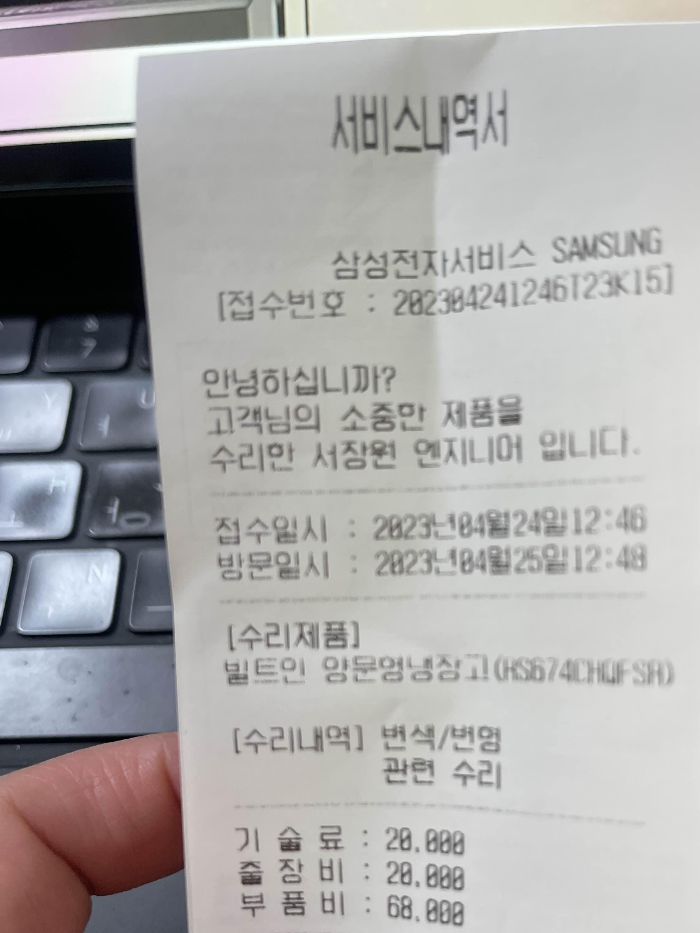 서비스내역서
삼성전자서비스 SAMSUNG
[접수번호 : 202304241246T23K15]
안녕하십니까?
고객님의 소중한 제품을
수리한 서장원 엔지니어 입니다.
접수일시 : 2023년04월24일12:46
방문일시 : 2023년04월25일12:48
[수리제품]
빌트인 양문형냉장고
[수리내역] 변색/변형
관련 수리
기 술 료 : 20,000
출 장 비 : 20,000
부 품 비 : 68,000